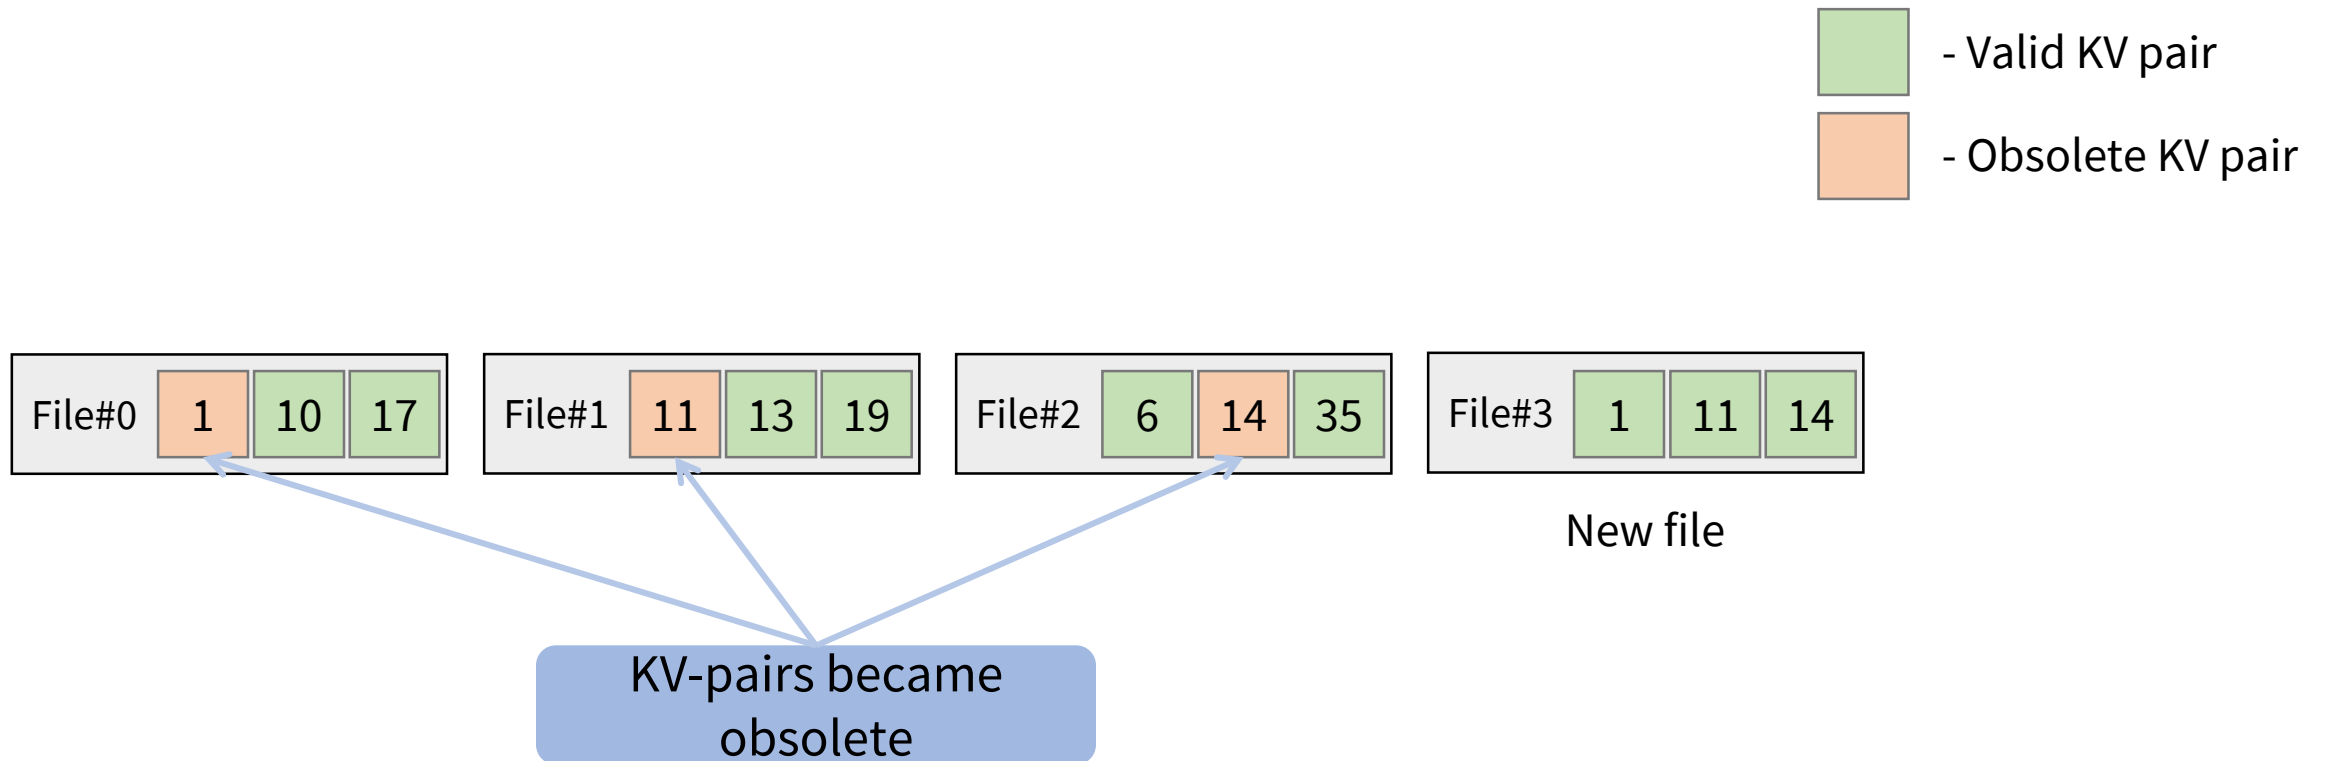 - Valid KV pair
- Obsolete KV pair
File#0 1 10 17
File#1 11 13 19
File#2 6 14 35
File#3 1 11 14
New file
KV-pairs became
obsolete